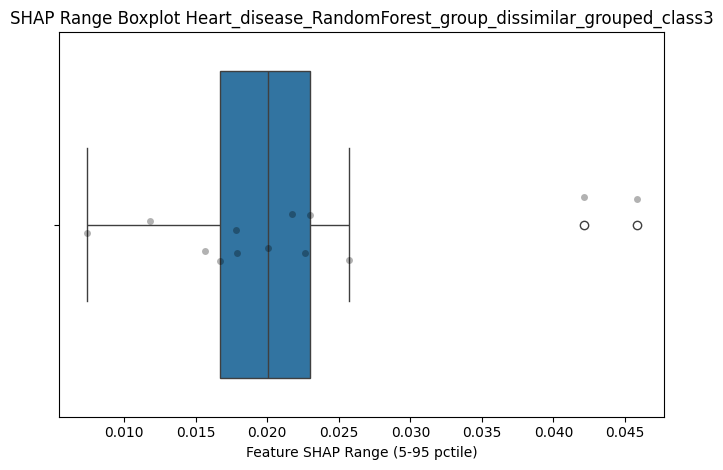 SHAP Range Boxplot Heart_disease_RandomForest_group_dissimilar_grouped_class3
0.010 0.015 0.020 0.025 0.030 0.035 0.040 0.045
Feature SHAP Range (5-95 pctile)